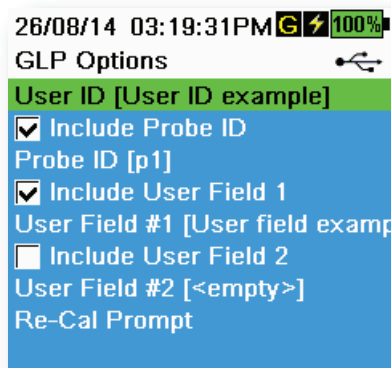 26/08/14 03:19:31PM G 100%
GLP Options
User ID [User ID example]
Include Probe ID
Probe ID [p1]
Include User Field 1
User Field #1 [User field examp
Include User Field 2
User Field #2 [<empty>]
Re-Cal Prompt